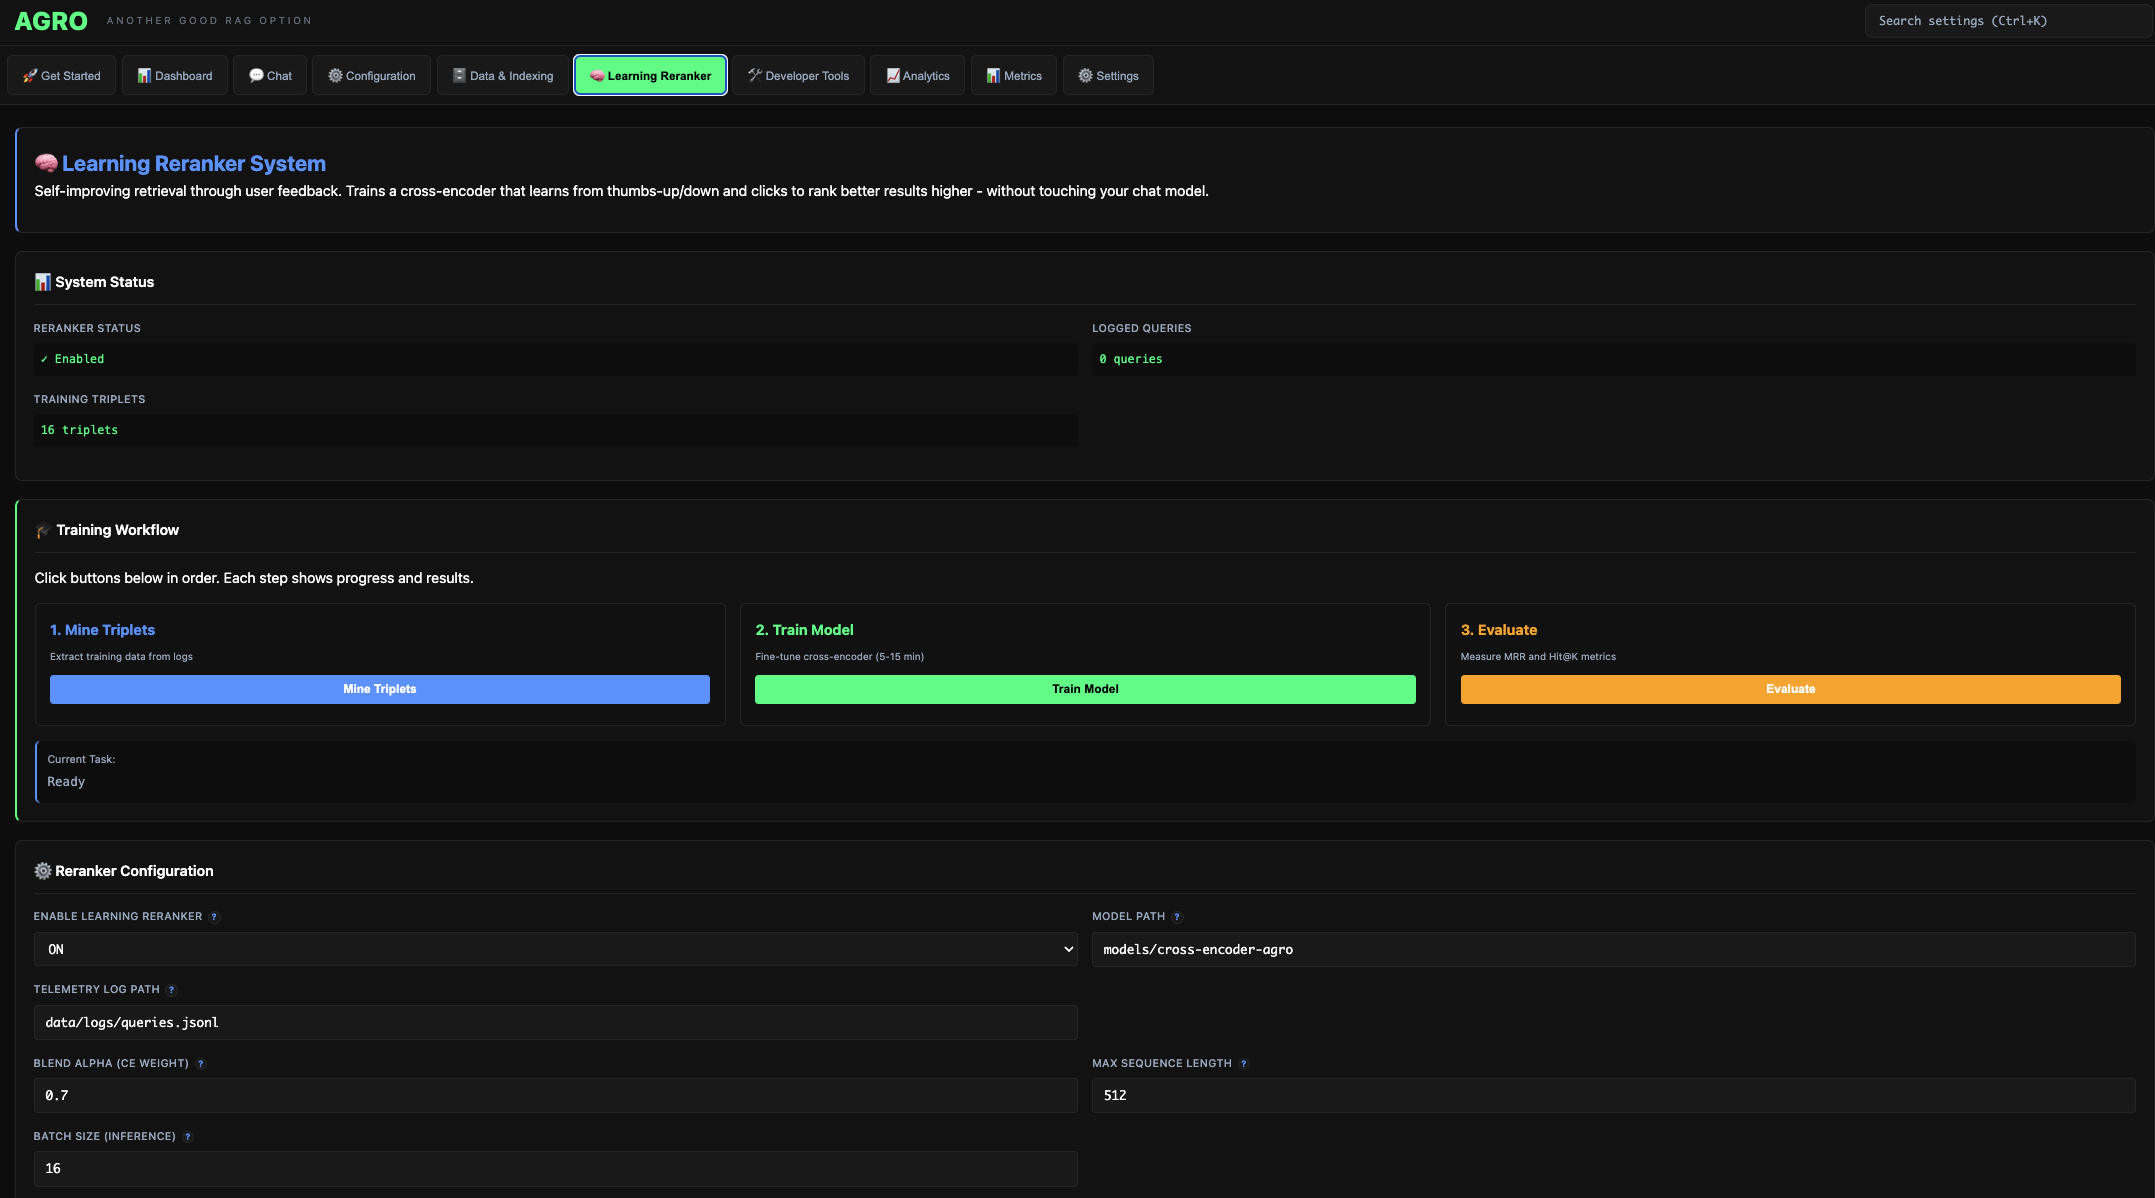 AGRO ANOTHER GOOD RAG OPTION
Search settings (Ctrl+K)
Get Started
Dashboard
Chat
Configuration
Data & Indexing
Learning Reranker
Developer Tools
Analytics
Metrics
Settings
Learning Reranker System
Self-improving retrieval through user feedback. Trains a cross-encoder that learns from thumbs-up/down and clicks to rank better results higher - without touching your chat model.
System Status
RERANKER STATUS
✓ Enabled
LOGGED QUERIES
0 queries
TRAINING TRIPLETS
16 triplets
Training Workflow
Click buttons below in order. Each step shows progress and results.
1. Mine Triplets
Extract training data from logs
Mine Triplets
2. Train Model
Fine-tune cross-encoder (5-15 min)
Train Model
3. Evaluate
Measure MRR and Hit@K metrics
Evaluate
Current Task:
Ready
Reranker Configuration
ENABLE LEARNING RERANKER ?
ON
MODEL PATH ?
models/cross-encoder-agro
TELEMETRY LOG PATH ?
data/logs/queries.jsonl
BLEND ALPHA (CE WEIGHT) ?
0.7
MAX SEQUENCE LENGTH ?
512
BATCH SIZE (INFERENCE) ?
16